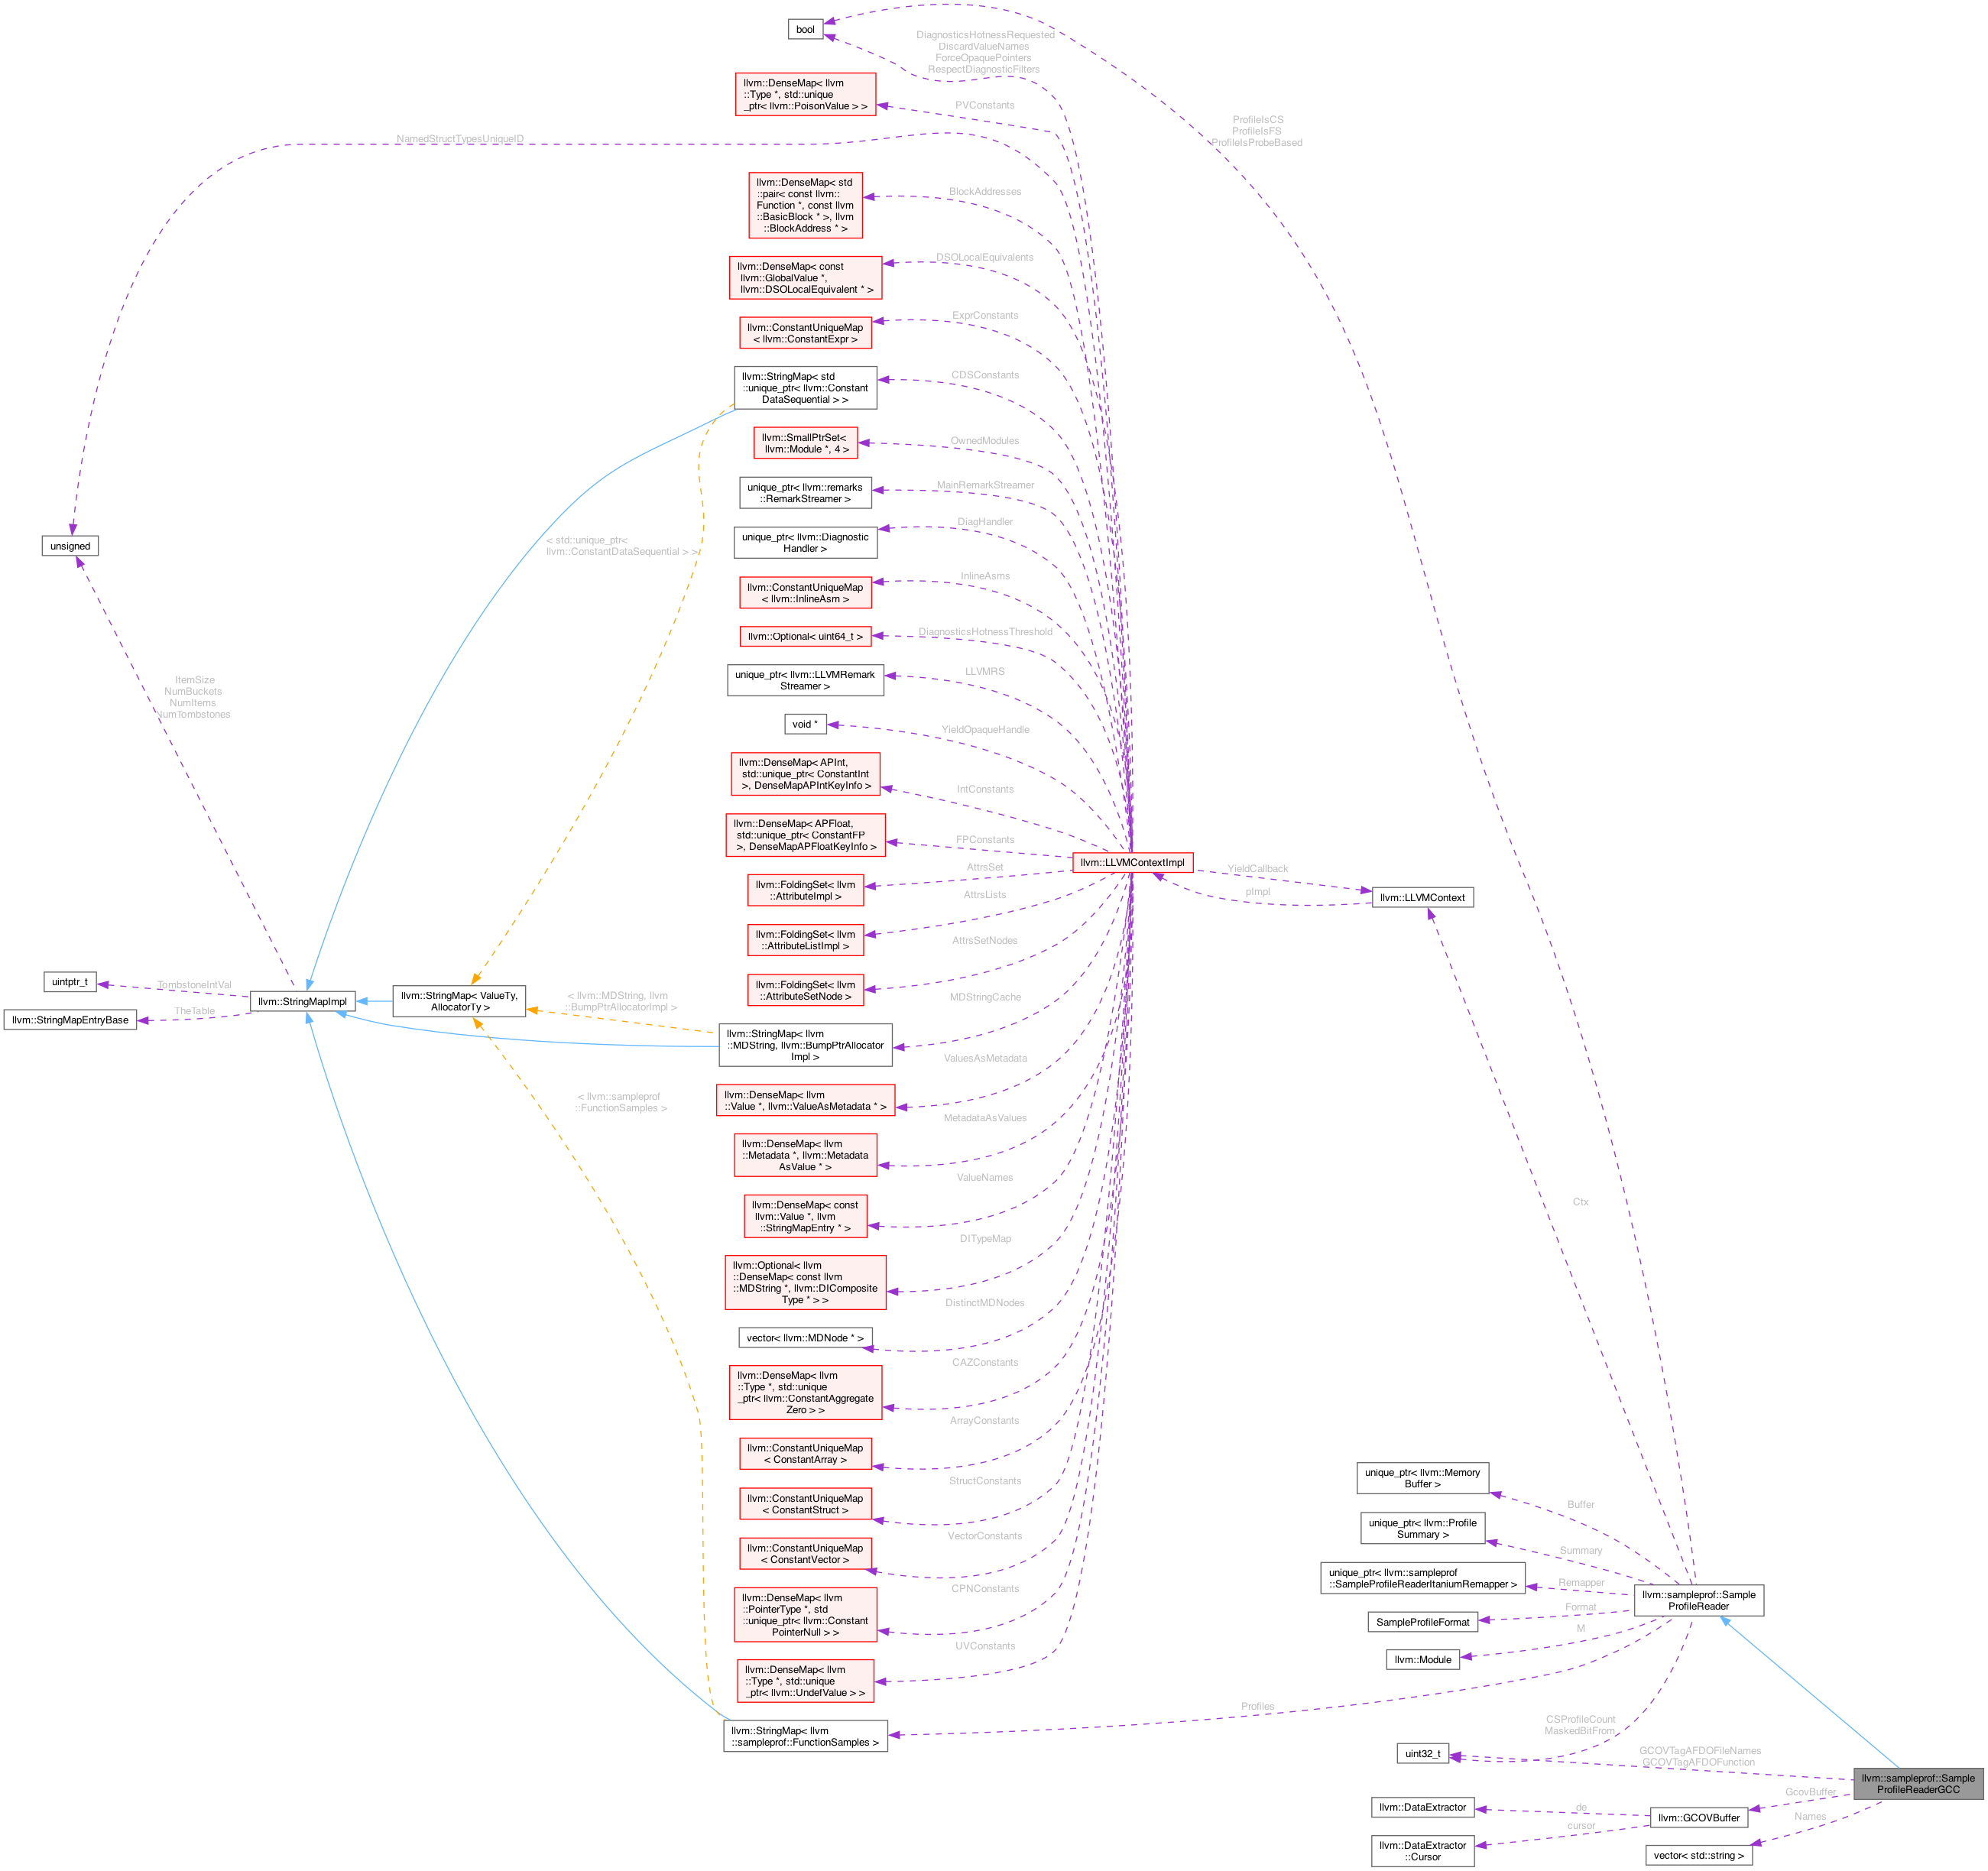 bool
DiagnosticsHotnessRequested
DiscardValueNames
ForceOpaquePointers
RespectDiagnosticFilters
llvm::DenseMap< llvm
::Type *, std::unique
_ptr< llvm::PoisonValue > >
PVConstants
ProfileIsCS
ProfileIsFS
ProfileIsProbeBased
NamedStructTypesUniqueID
llvm::DenseMap< std
::pair< const llvm::
Function *, const llvm
::BasicBlock * >, llvm
::BlockAddress * >
BlockAddresses
llvm::DenseMap< const
llvm::GlobalValue *,
llvm::DSOLocalEquivalent * >
DSOLocalEquivalents
llvm::ConstantUniqueMap
< llvm::ConstantExpr >
ExprConstants
llvm::StringMap< std
::unique_ptr< llvm::Constant
DataSequential > >
CDSConstants
llvm::SmallPtrSet<
llvm::Module *, 4 >
OwnedModules
unique_ptr< llvm::remarks
::RemarkStreamer >
MainRemarkStreamer
unique_ptr< llvm::Diagnostic
Handler >
DiagHandler
unsigned
< std::unique_ptr<
llvm::ConstantDataSequential > >
llvm::ConstantUniqueMap
< llvm::InlineAsm >
InlineAsms
llvm::Optional< uint64_t >
DiagnosticsHotnessThreshold
unique_ptr< llvm::LLVMRemark
Streamer >
LLVMRS
ItemSize
NumBuckets
NumItems
NumTombstones
void *
YieldOpaqueHandle
llvm::DenseMap< APInt,
std::unique_ptr< ConstantInt
>, DenseMapAPIntKeyInfo >
IntConstants
llvm::DenseMap< APFloat,
std::unique_ptr< ConstantFP
>, DenseMapAPFloatKeyInfo >
FPConstants
llvm::LLVMContextImpl
YieldCallback
pImpl
llvm::LLVMContext
llvm::FoldingSet< llvm
::AttributeImpl >
AttrsSet
llvm::FoldingSet< llvm
::AttributeListImpl >
AttrsLists
llvm::FoldingSet< llvm
::AttributeSetNode >
AttrsSetNodes
uintptr_t
TombstoneIntVal
llvm::StringMapEntryBase
TheTable
llvm::StringMapImpl
llvm::StringMap< ValueTy,
AllocatorTy >
< llvm::MDString, llvm
::BumpPtrAllocatorImpl >
MDStringCache
llvm::StringMap< llvm
::MDString, llvm::BumpPtrAllocator
Impl >
ValuesAsMetadata
llvm::DenseMap< llvm
::Value *, llvm::ValueAsMetadata * >
< llvm::sampleprof
::FunctionSamples >
MetadataAsValues
llvm::DenseMap< llvm
::Metadata *, llvm::Metadata
AsValue * >
ValueNames
llvm::DenseMap< const
llvm::Value *, llvm
::StringMapEntry * >
Ctx
DITypeMap
llvm::Optional< llvm
::DenseMap< const llvm
::MDString *, llvm::DIComposite
Type * > >
DistinctMDNodes
vector< llvm::MDNode * >
CAZConstants
llvm::DenseMap< llvm
::Type *, std::unique
_ptr< llvm::ConstantAggregate
Zero > >
ArrayConstants
llvm::ConstantUniqueMap
< ConstantArray >
StructConstants
llvm::ConstantUniqueMap
< ConstantStruct >
VectorConstants
llvm::ConstantUniqueMap
< ConstantVector >
CPNConstants
llvm::DenseMap< llvm
::PointerType *, std
::unique_ptr< llvm::Constant
PointerNull > >
UVConstants
llvm::DenseMap< llvm
::Type *, std::unique
_ptr< llvm::UndefValue > >
llvm::StringMap< llvm
::sampleprof::FunctionSamples >
unique_ptr< llvm::Memory
Buffer >
Buffer
unique_ptr< llvm::Profile
Summary >
Summary
unique_ptr< llvm::sampleprof
::SampleProfileReaderItaniumRemapper >
Remapper
llvm::sampleprof::Sample
ProfileReader
SampleProfileFormat
Format
M
llvm::Module
Profiles
CSProfileCount
MaskedBitFrom
uint32_t
GCOVTagAFDOFileNames
GCOVTagAFDOFunction
llvm::sampleprof::Sample
ProfileReaderGCC
GcovBuffer
llvm::DataExtractor
de
llvm::GCOVBuffer
Names
cursor
llvm::DataExtractor
::Cursor
vector< std::string >